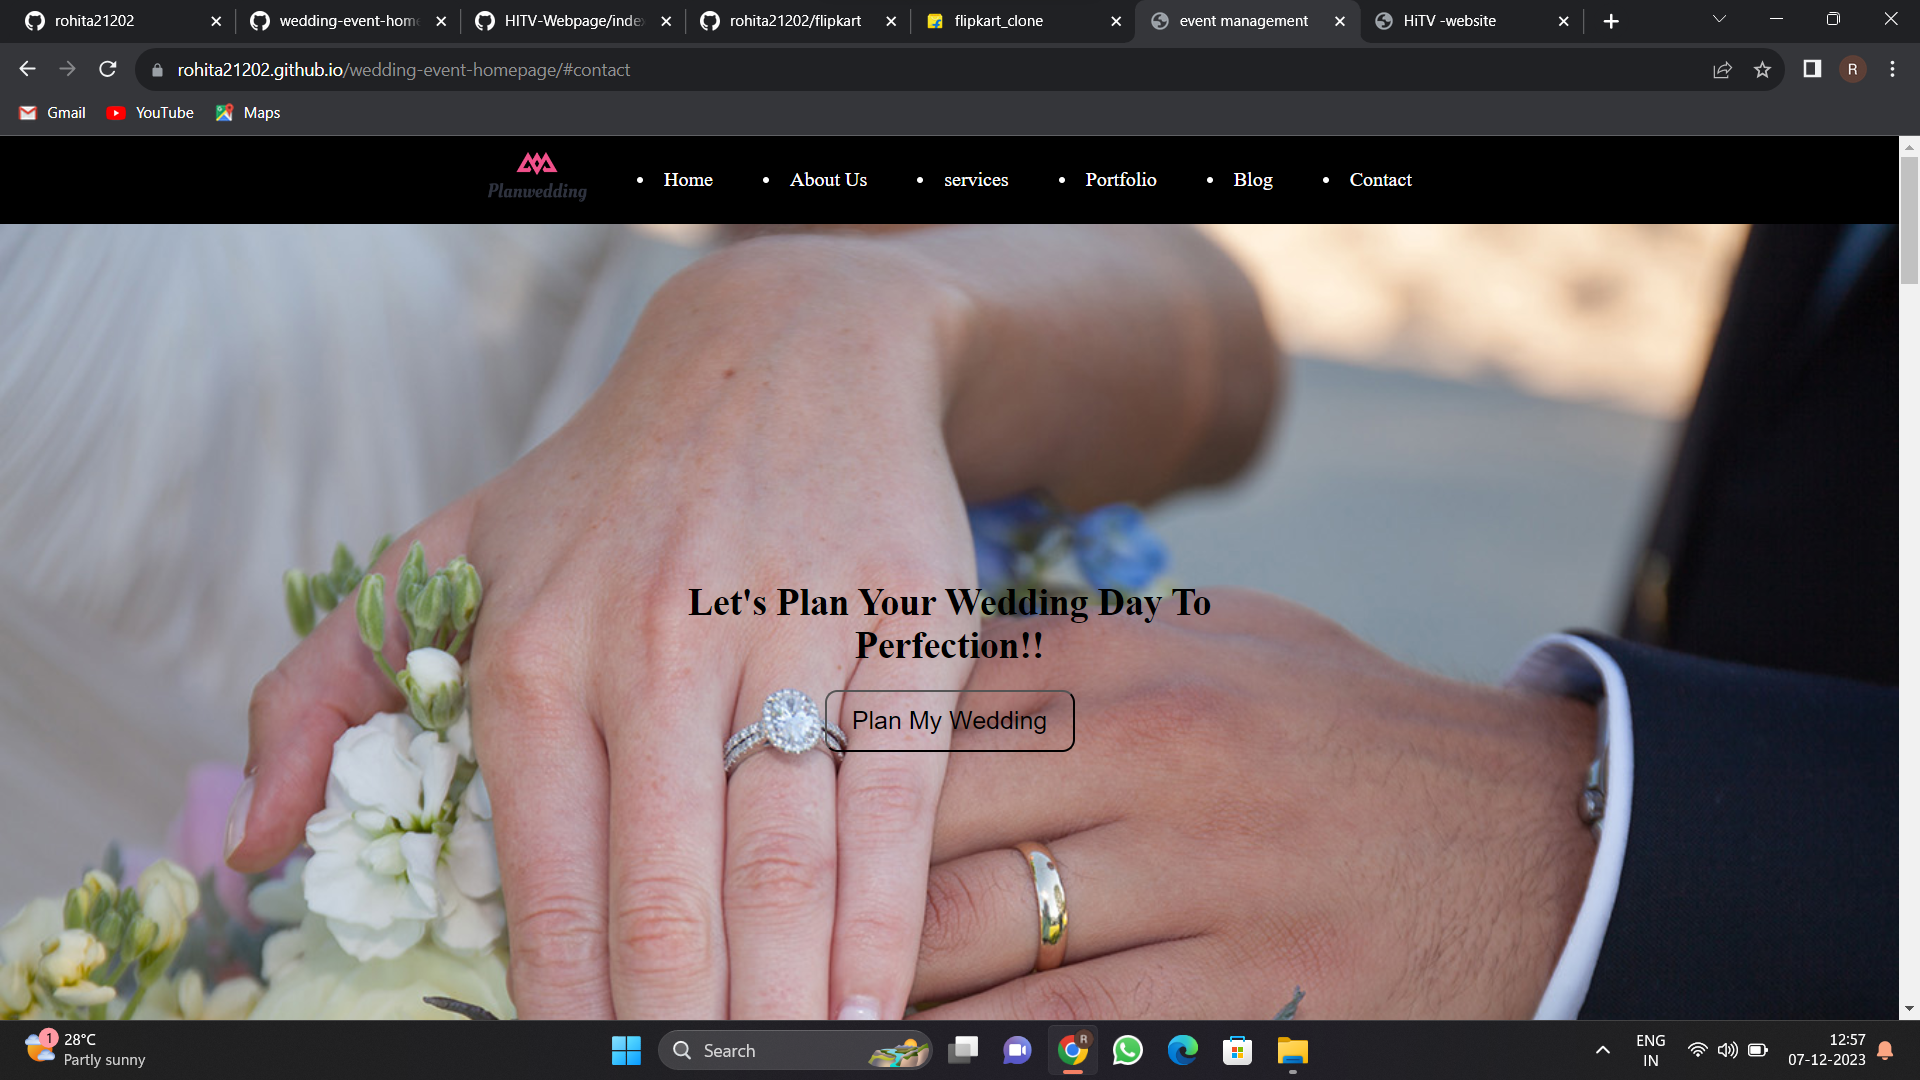 rohita21202
wedding-event-hom
HITV-Webpage/inde
rohita21202/flipkart
flipkart_clone
event management
HiTV -website
rohita21202.github.io/wedding-event-homepage/#contact
R
Gmail
YouTube
Maps
Planwedding
• Home
• About Us
• services
• Portfolio
• Blog
• Contact
Let's Plan Your Wedding Day To
Perfection!!
Plan My Wedding
1
28°C
Partly sunny
Search
R
ENG
IN
12:57
07-12-2023